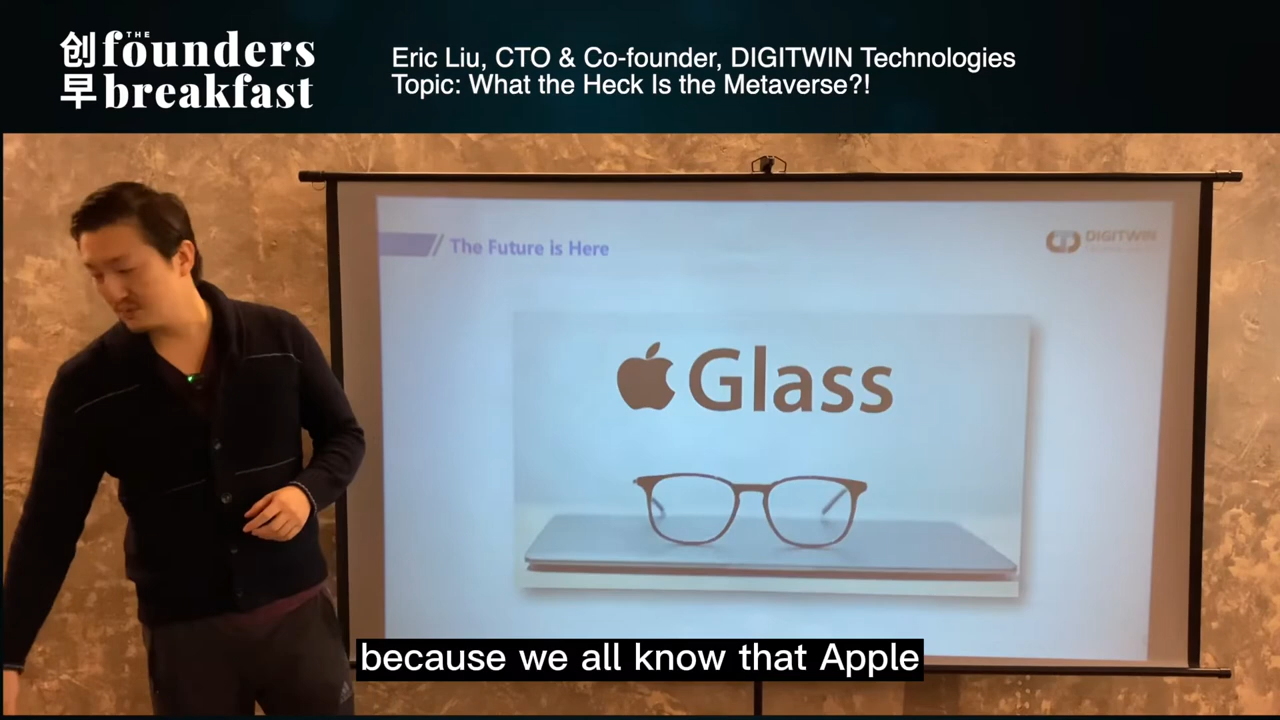 创 THE founders
早 breakfast
Eric Liu, CTO & Co-founder, DIGITWIN Technologies
Topic: What the Heck Is the Metaverse?!
The Future is Here
DIGITWIN
Glass
because we all know that Apple